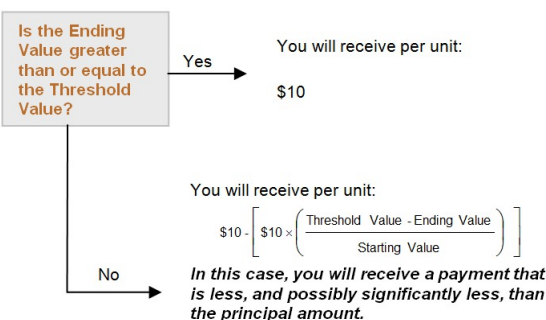 Is the Ending
Value greater
than or equal to
the Threshold
Value?
Yes
You will receive per unit:
$10
You will receive per unit:
$10 - [ $10 × ( Threshold Value - Ending Value / Starting Value ) ]
No
In this case, you will receive a payment that
is less, and possibly significantly less, than
the principal amount.